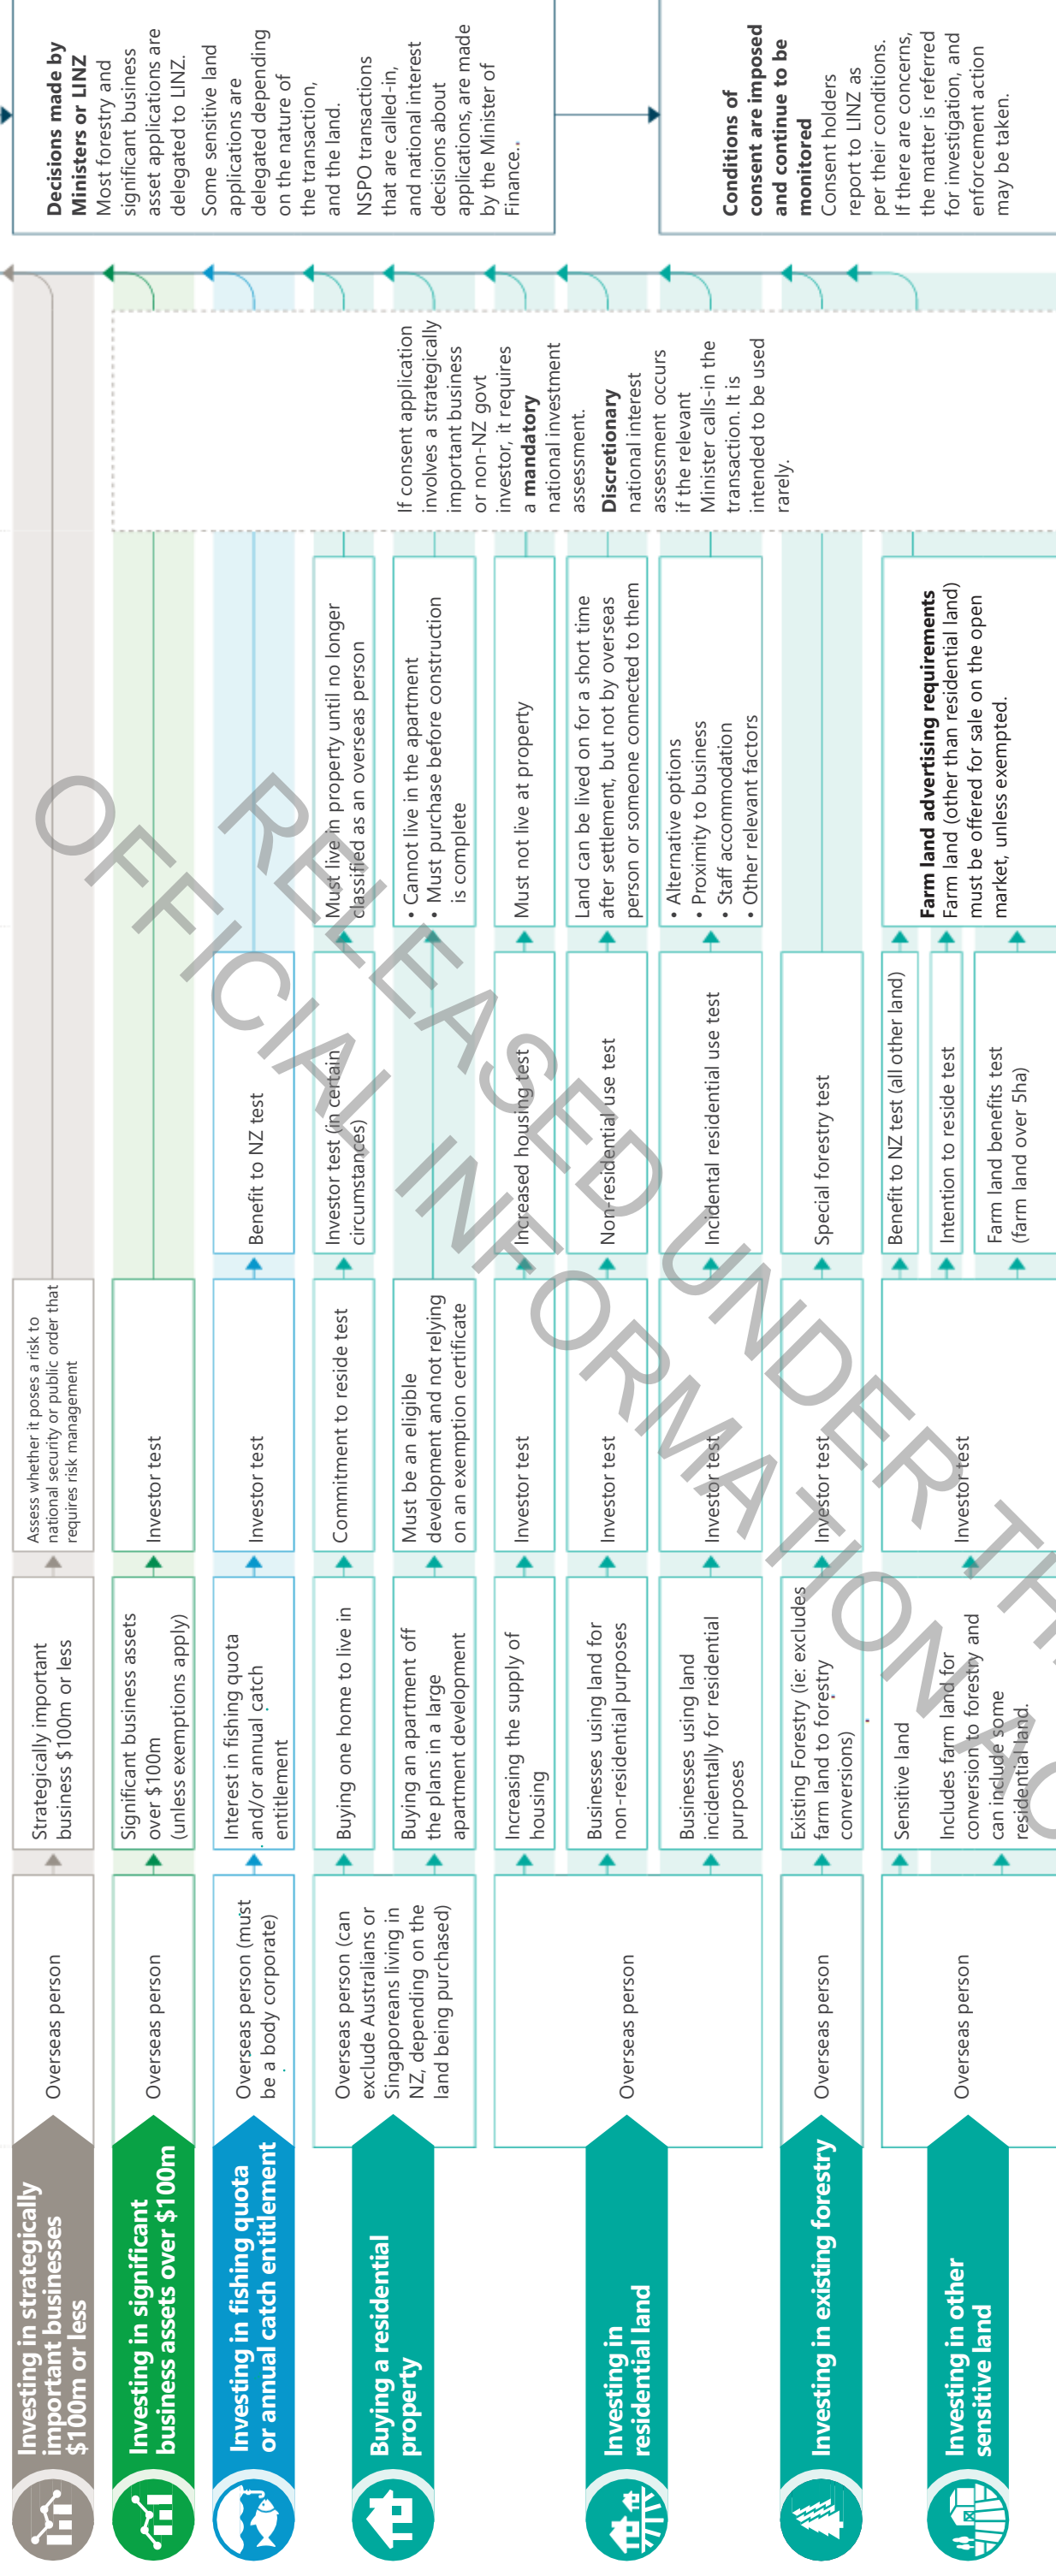 Investing in strategically
important businesses
$100m or less
Overseas person
Strategically important
business $100m or less
Assess whether it poses a risk to
national security or public order that
requires risk management
Investing in significant
business assets over $100m
Overseas person
Significant business assets
over $100m
(unless exemptions apply)
Investor test
Investing in fishing quota
or annual catch entitlement
Overseas person (must
be a body corporate)
Interest in fishing quota
and/or annual catch
entitlement
Investor test
Benefit to NZ test
Buying a residential
property
Overseas person (can
exclude Australians or
Singaporeans living in
NZ, depending on the
land being purchased)
Buying one home to live in
Commitment to reside test
Investor test (in certain
circumstances)
Must live in property until no longer
classified as an overseas person
Buying an apartment off
the plans in a large
apartment development
Must be an eligible
development and not relying
on an exemption certificate
• Cannot live in the apartment
• Must purchase before construction
is complete
Investing in
residential land
Overseas person
Increasing the supply of
housing
Investor test
Increased housing test
Must not live at property
Businesses using land for
non-residential purposes
Investor test
Non-residential use test
Land can be lived on for a short time
after settlement, but not by overseas
person or someone connected to them
Businesses using land
incidentally for residential
purposes
Investor test
Incidental residential use test
• Alternative options
• Proximity to business
• Staff accommodation
• Other relevant factors
Investing in existing forestry
Overseas person
Existing Forestry (ie: excludes
farm land to forestry
conversions)
Investor test
Special forestry test
Investing in other
sensitive land
Overseas person
Sensitive land
Includes farm land for
conversion to forestry and
can include some
residential land.
Investor test
Benefit to NZ test (all other land)
Intention to reside test
Farm land benefits test
(farm land over 5ha)
Farm land advertising requirements
Farm land (other than residential land)
must be offered for sale on the open
market, unless exempted.
If consent application
involves a strategically
important business
or non-NZ govt
investor, it requires
a mandatory
national investment
assessment.
Discretionary
national interest
assessment occurs
if the relevant
Minister calls-in the
transaction. It is
intended to be used
rarely.
Decisions made by
Ministers or LINZ
Most forestry and
significant business
asset applications are
delegated to LINZ.
Some sensitive land
applications are
delegated depending
on the nature of
the transaction,
and the land.
NSPO transactions
that are called-in,
and national interest
decisions about
applications, are made
by the Minister of
Finance..
Conditions of
consent are imposed
and continue to be
monitored
Consent holders
report to LINZ as
per their conditions.
If there are concerns,
the matter is referred
for investigation, and
enforcement action
may be taken.
RELEASED UNDER TH
OFFICIAL INFORMATION AC